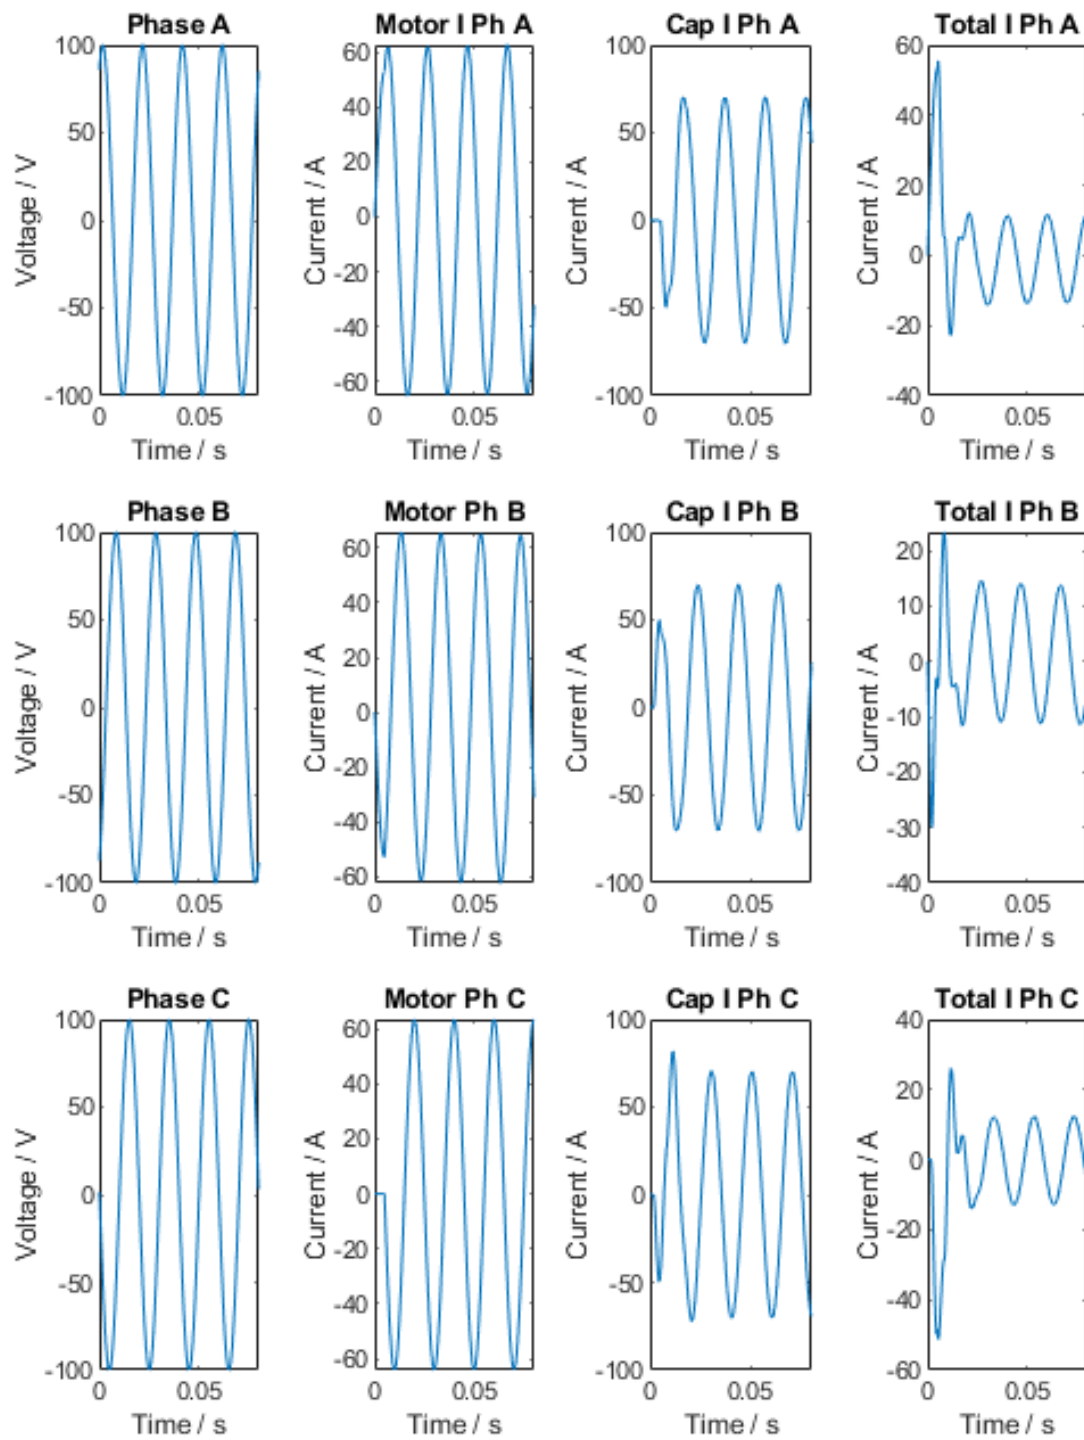 Phase A
Motor I Ph A
Cap I Ph A
Total I Ph A
100
50
0
-50
-100
Voltage / V
0 0.05
Time / s
60
40
20
0
-20
-40
-60
Current / A
0 0.05
Time / s
100
50
0
-50
-100
Current / A
0 0.05
Time / s
60
40
20
0
-20
-40
Current / A
0 0.05
Time / s
Phase B
Motor Ph B
Cap I Ph B
Total I Ph B
100
50
0
-50
-100
Voltage / V
0 0.05
Time / s
60
40
20
0
-20
-40
-60
Current / A
0 0.05
Time / s
100
50
0
-50
-100
Current / A
0 0.05
Time / s
20
10
0
-10
-20
-30
-40
Current / A
0 0.05
Time / s
Phase C
Motor Ph C
Cap I Ph C
Total I Ph C
100
50
0
-50
-100
Voltage / V
0 0.05
Time / s
60
40
20
0
-20
-40
-60
Current / A
0 0.05
Time / s
100
50
0
-50
-100
Current / A
0 0.05
Time / s
40
20
0
-20
-40
-60
Current / A
0 0.05
Time / s